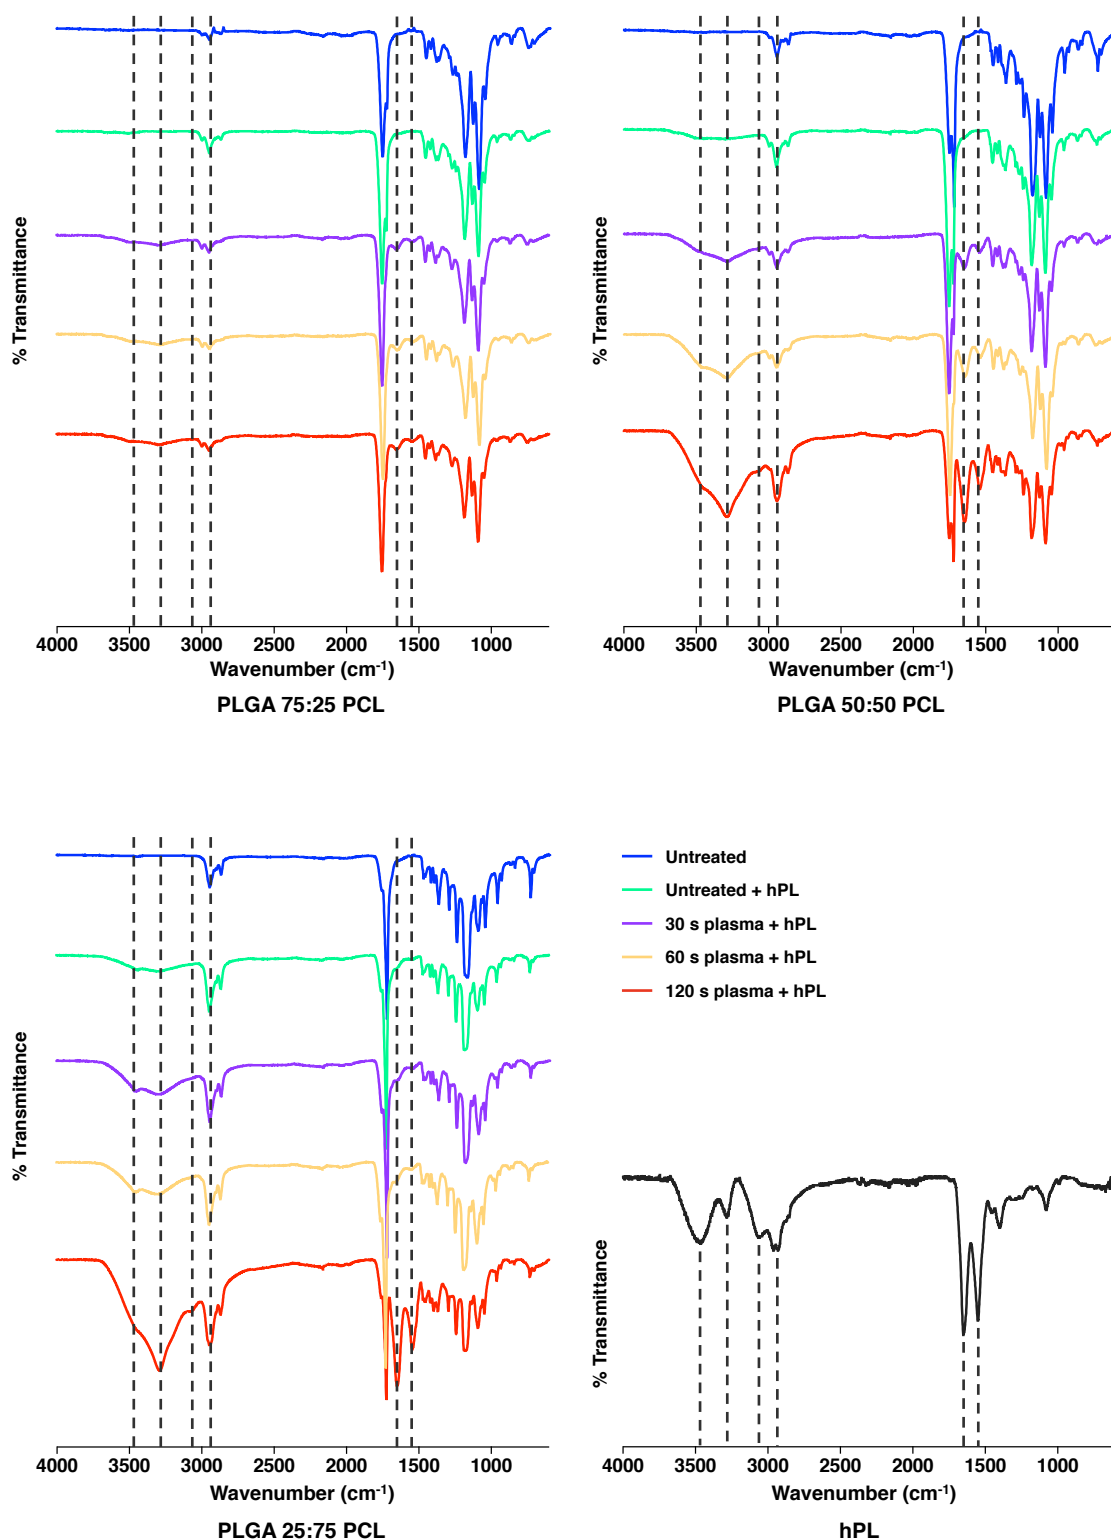 % Transmittance
4000 3500 3000 2500 2000 1500 1000
Wavenumber (cm⁻¹)
PLGA 75:25 PCL
% Transmittance
4000 3500 3000 2500 2000 1500 1000
Wavenumber (cm⁻¹)
PLGA 50:50 PCL
% Transmittance
4000 3500 3000 2500 2000 1500 1000
Wavenumber (cm⁻¹)
PLGA 25:75 PCL
Untreated
Untreated + hPL
30 s plasma + hPL
60 s plasma + hPL
120 s plasma + hPL
% Transmittance
4000 3500 3000 2500 2000 1500 1000
Wavenumber (cm⁻¹)
hPL